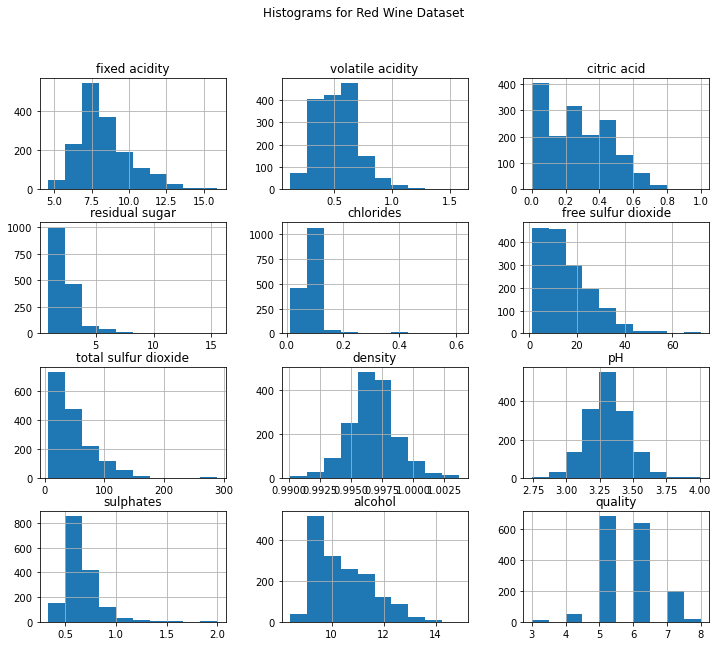 Histograms for Red Wine Dataset
fixed acidity
volatile acidity
citric acid
400
200
0
5.0 7.5 10.0 12.5 15.0
400
300
200
100
0
0.5 1.0 1.5
400
300
200
100
0
0.0 0.2 0.4 0.6 0.8 1.0
residual sugar
chlorides
free sulfur dioxide
1000
750
500
250
0
5 10 15
1000
750
500
250
0
0.0 0.2 0.4 0.6
400
300
200
100
0
0 20 40 60
total sulfur dioxide
density
pH
600
400
200
0
0 100 200 300
400
200
0
0.9900 0.9925 0.9950 0.9975 1.0000 1.0025
400
200
0
2.75 3.00 3.25 3.50 3.75 4.00
sulphates
alcohol
quality
800
600
400
200
0
0.5 1.0 1.5 2.0
400
200
0
10 12 14
600
400
200
0
3 4 5 6 7 8